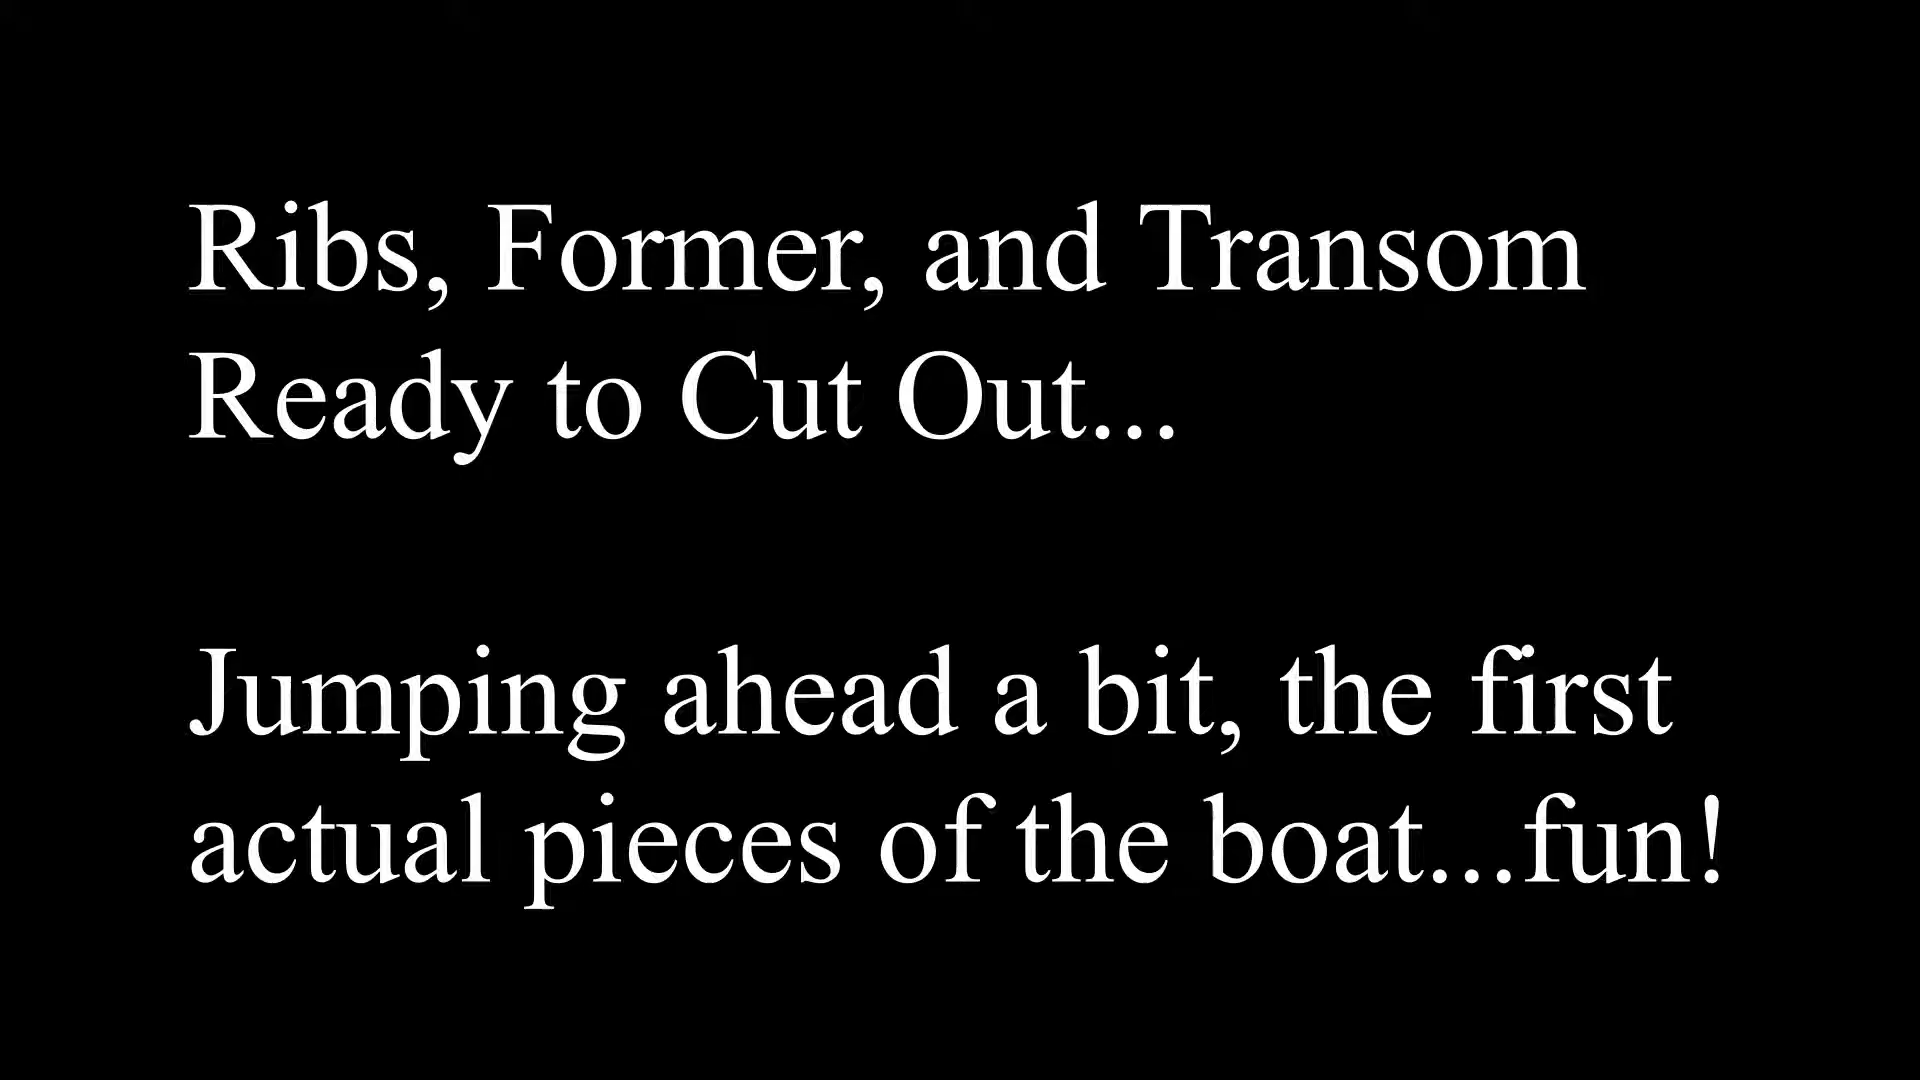 Ribs, Former, and Transom
Ready to Cut Out...
Jumping ahead a bit, the first
actual pieces of the boat...fun!